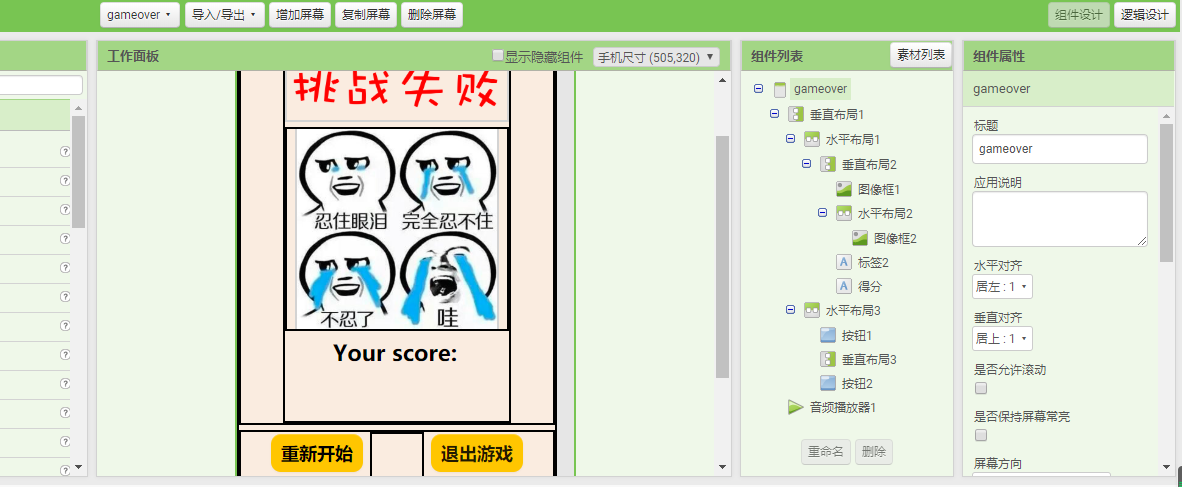 gameover
导入/导出
增加屏幕
复制屏幕
删除屏幕
组件设计
逻辑设计
工作面板
显示隐藏组件
手机尺寸 (505,320)
挑战失败
忍住眼泪
完全忍不住
不忍了
哇
Your score:
重新开始
退出游戏
组件列表
素材列表
gameover
垂直布局1
水平布局1
垂直布局2
图像框1
水平布局2
图像框2
标签2
得分
水平布局3
按钮1
垂直布局3
按钮2
音频播放器1
重命名
删除
组件属性
gameover
标题
gameover
应用说明
水平对齐
居左 : 1
垂直对齐
居上 : 1
是否允许滚动
是否保持屏幕常亮
屏幕方向